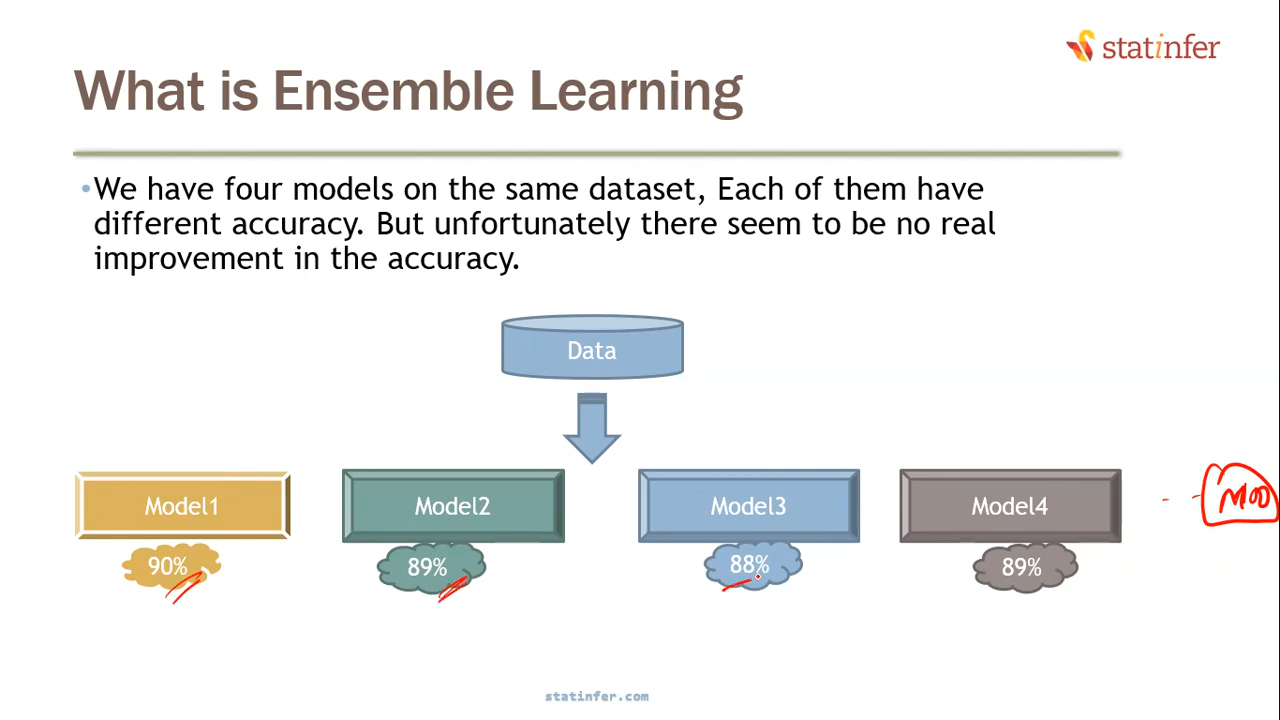 statinfer
What is Ensemble Learning
•We have four models on the same dataset, Each of them have
different accuracy. But unfortunately there seem to be no real
improvement in the accuracy.
Data
Model1
Model2
Model3
Model4
90%
89%
88%
89%
statinfer.com